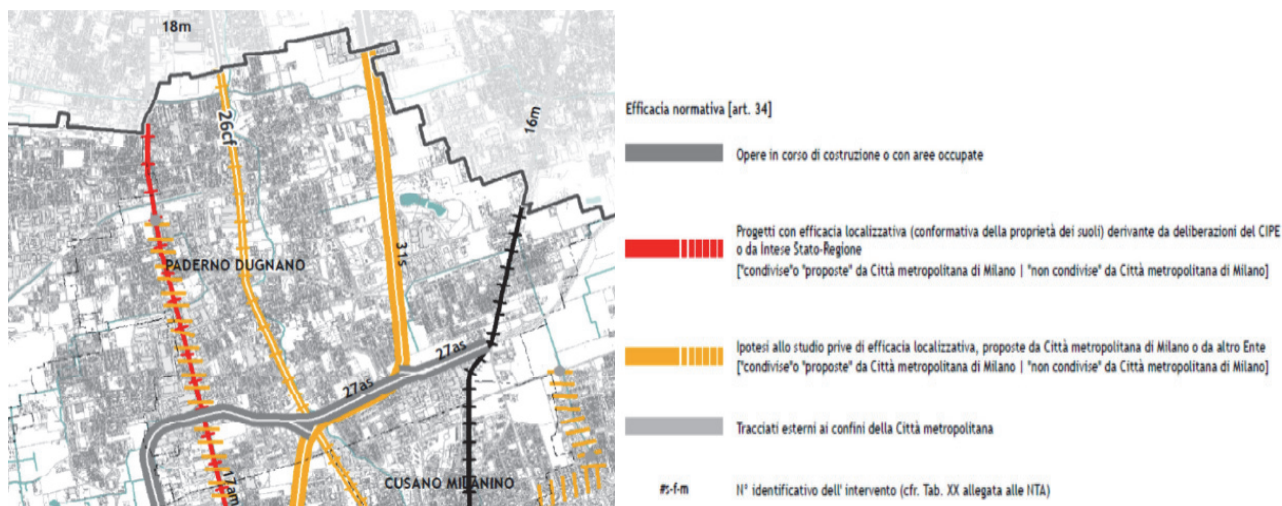 18m
26cf
16m
31s
PADERNO DUGNANO
27as
27as
17am
CUSANO MILANINO
Efficacia normativa [art. 34]
Opere in corso di costruzione o con aree occupate
Progetti con efficacia localizzativa (conformativa della proprietà dei suoli) derivante da deliberazioni del CIPE
o da Intese Stato-Regione
["condivise"o "proposte" da Città metropolitana di Milano | "non condivise" da Città metropolitana di Milano]
Ipotesi allo studio prive di efficacia localizzativa, proposte da Città metropolitana di Milano o da altro Ente
["condivise"o "proposte" da Città metropolitana di Milano | "non condivise" da Città metropolitana di Milano]
Tracciati esterni ai confini della Città metropolitana
#s-f-m N° identificativo dell' intervento (cfr. Tab. XX allegata alle NTA)